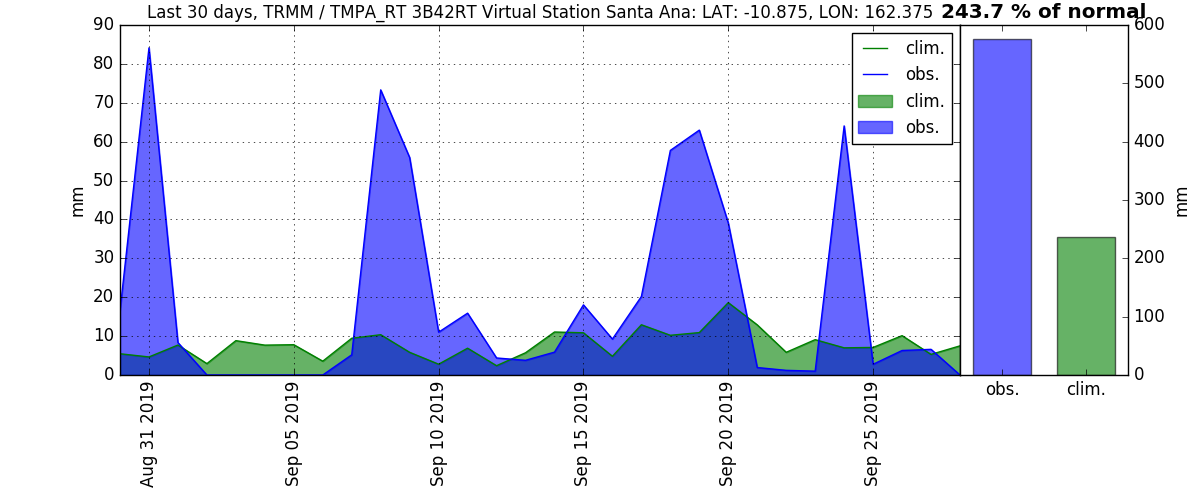 Last 30 days, TRMM / TMPA_RT 3B42RT Virtual Station Santa Ana: LAT: -10.875, LON: 162.375 243.7 % of normal
90
80
70
60
50
40
30
20
10
0
mm
Aug 31 2019
Sep 05 2019
Sep 10 2019
Sep 15 2019
Sep 20 2019
Sep 25 2019
clim.
obs.
clim.
obs.
600
500
400
300
200
100
0
mm
obs.
clim.